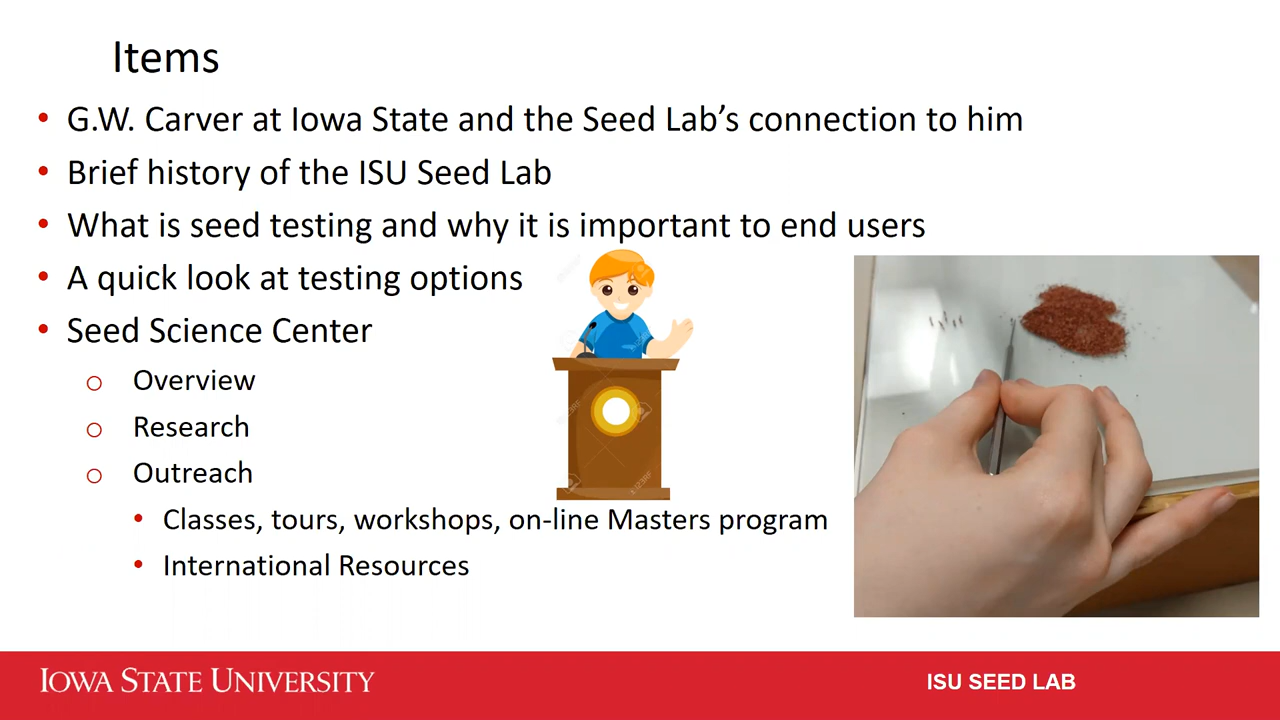 Items
• G.W. Carver at Iowa State and the Seed Lab’s connection to him
• Brief history of the ISU Seed Lab
• What is seed testing and why it is important to end users
• A quick look at testing options
• Seed Science Center
o Overview
o Research
o Outreach
• Classes, tours, workshops, on-line Masters program
• International Resources
IOWA STATE UNIVERSITY
ISU SEED LAB